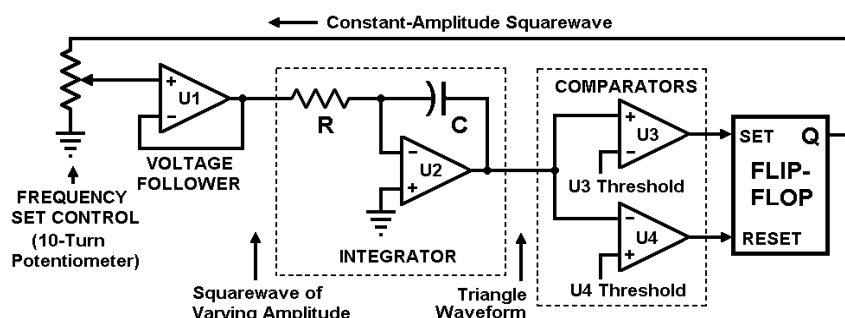 Constant-Amplitude Squarewave
+
U1
-
VOLTAGE
FOLLOWER
FREQUENCY
SET CONTROL
(10-Turn
Potentiometer)
R
C
-
U2
+
INTEGRATOR
Squarewave of
Varying Amplitude
Triangle
Waveform
COMPARATORS
+
U3
-
U3 Threshold
-
U4
+
U4 Threshold
SET
Q
FLIP-
FLOP
RESET